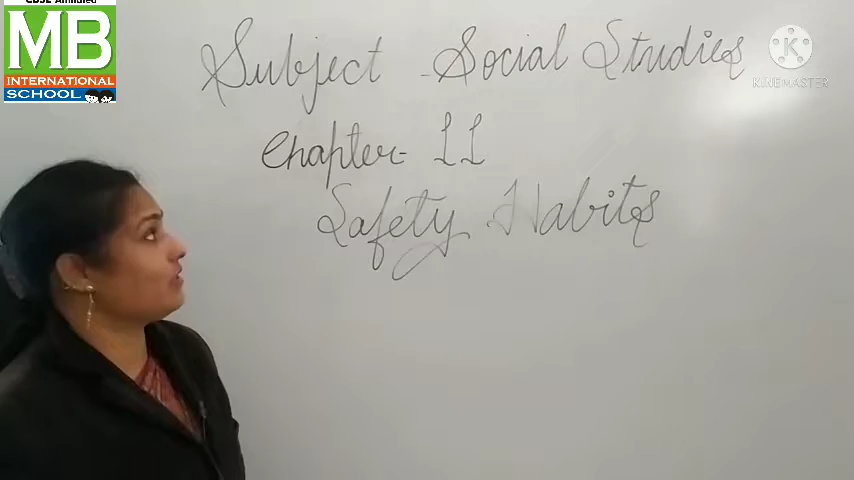 CBSE Affiliated
MB
INTERNATIONAL
SCHOOL
Subject - Social Studies
K
KINEMASTER
Chapter - 11
Safety Habits